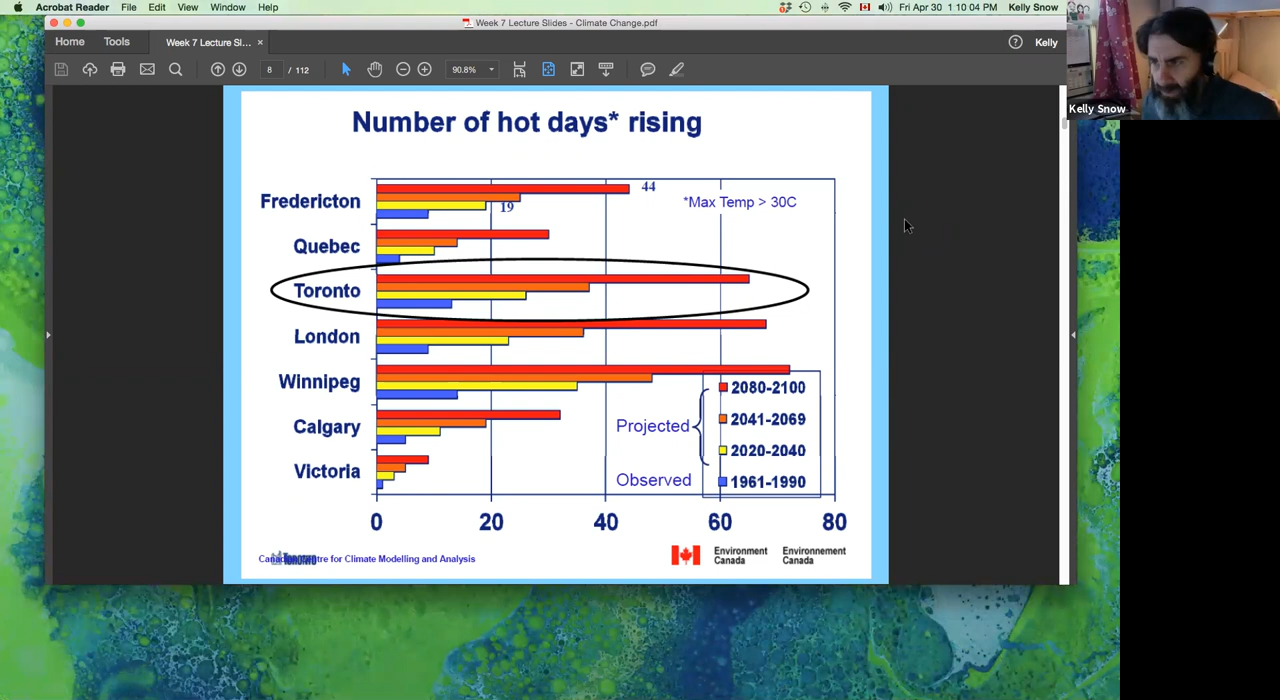 Acrobat Reader File Edit View Window Help Fri Apr 30 1 10 04 PM Kelly Snow
Week 7 Lecture Slides - Climate Change.pdf
Home Tools Week 7 Lecture Sl... × Kelly
8 / 112 90.8%
Kelly Snow
Number of hot days* rising
Fredericton 44
19
*Max Temp > 30C
Quebec
Toronto
London
Winnipeg
2080-2100
2041-2069
Calgary
Projected
2020-2040
Victoria
Observed
1961-1990
0 20 40 60 80
for Climate Modelling and Analysis
Environment Environnement
Canada Canada